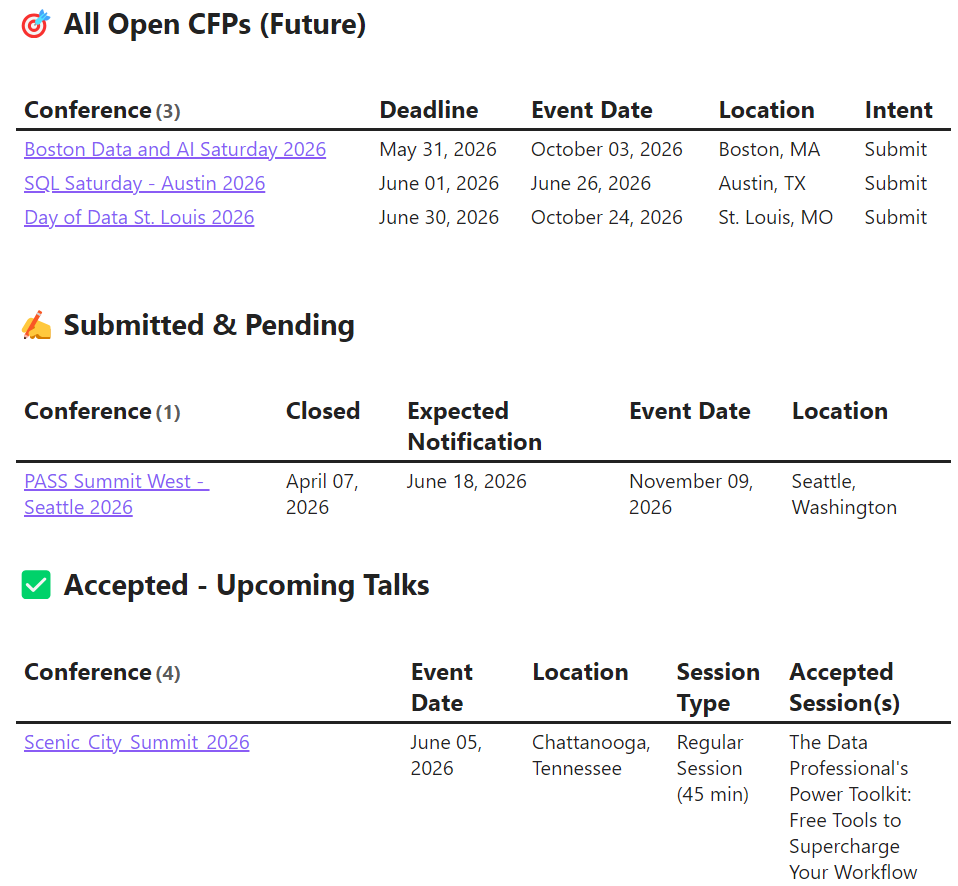 🎯 All Open CFPs (Future)
Conference (3) Deadline Event Date Location Intent
Boston Data and AI Saturday 2026 May 31, 2026 October 03, 2026 Boston, MA Submit
SQL Saturday - Austin 2026 June 01, 2026 June 26, 2026 Austin, TX Submit
Day of Data St. Louis 2026 June 30, 2026 October 24, 2026 St. Louis, MO Submit
✍️ Submitted & Pending
Conference (1) Closed Expected Event Date Location
Notification
PASS Summit West - April 07, June 18, 2026 November 09, Seattle,
Seattle 2026 2026 2026 Washington
✅ Accepted - Upcoming Talks
Conference (4) Event Location Session Accepted
Date Type Session(s)
Scenic_City_Summit_2026 June 05, Chattanooga, Regular The Data
2026 Tennessee Session Professional's
(45 min) Power Toolkit:
Free Tools to
Supercharge
Your Workflow